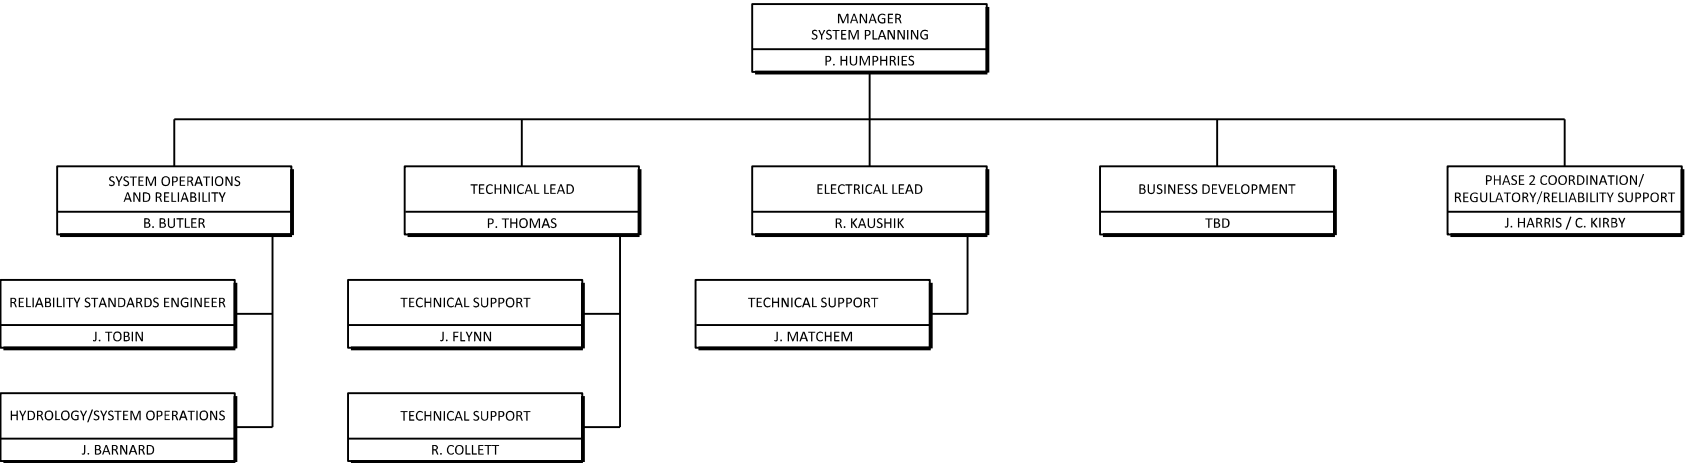 MANAGER
SYSTEM PLANNING
P. HUMPHRIES
SYSTEM OPERATIONS
AND RELIABILITY
B. BUTLER
TECHNICAL LEAD
P. THOMAS
ELECTRICAL LEAD
R. KAUSHIK
BUSINESS DEVELOPMENT
TBD
PHASE 2 COORDINATION/
REGULATORY/RELIABILITY SUPPORT
J. HARRIS / C. KIRBY
RELIABILITY STANDARDS ENGINEER
J. TOBIN
TECHNICAL SUPPORT
J. FLYNN
TECHNICAL SUPPORT
J. MATCHEM
HYDROLOGY/SYSTEM OPERATIONS
J. BARNARD
TECHNICAL SUPPORT
R. COLLETT